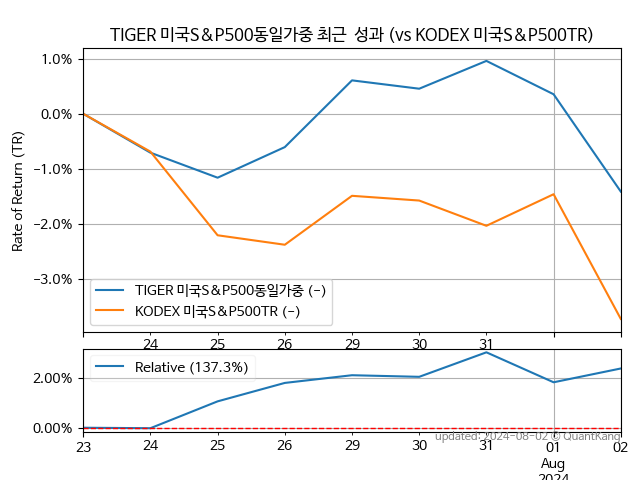 TIGER 미국S&P500동일가중 최근 성과 (vs KODEX 미국S&P500TR)
1.0%
0.0%
−1.0%
−2.0%
−3.0%
Rate of Return (TR)
TIGER 미국S&P500동일가중 (-)
KODEX 미국S&P500TR (-)
24 25 26 29 30 31
Relative (137.3%)
2.00%
0.00%
updated: 2024-08-02 © QuantKang
23 24 25 26 29 30 31 01 02
Aug
2024